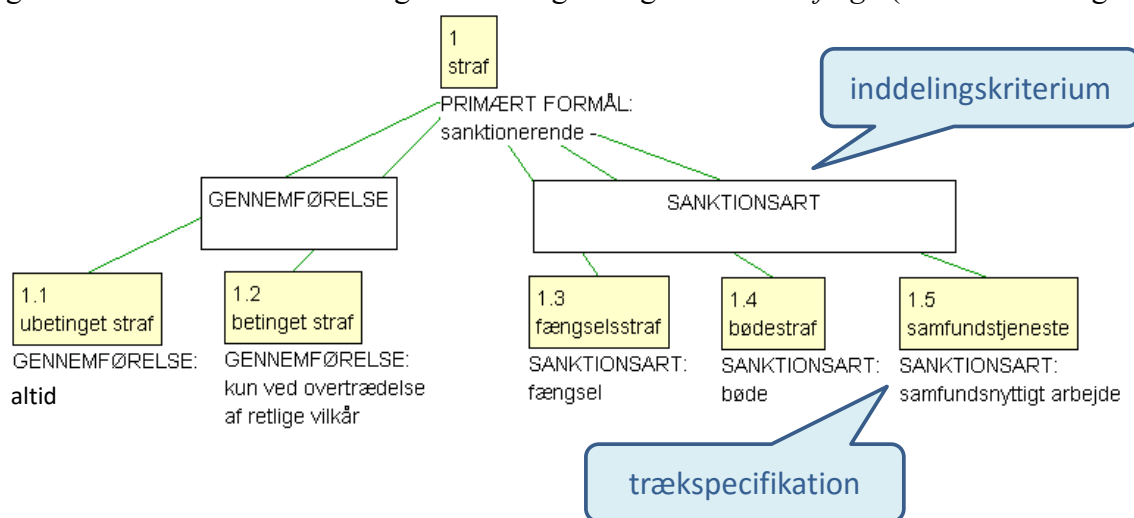 1
straf
inddelingskriterium
PRIMÆRT FORMÅL:
sanktionerende -
GENNEMFØRELSE
SANKTIONSART
1.1
ubetinget straf
GENNEMFØRELSE:
altid
1.2
betinget straf
GENNEMFØRELSE:
kun ved overtrædelse
af retlige vilkår
1.3
fængselsstraf
SANKTIONSART:
fængsel
1.4
bødestraf
SANKTIONSART:
bøde
1.5
samfundstjeneste
SANKTIONSART:
samfundsnyttigt arbejde
trækspecifikation